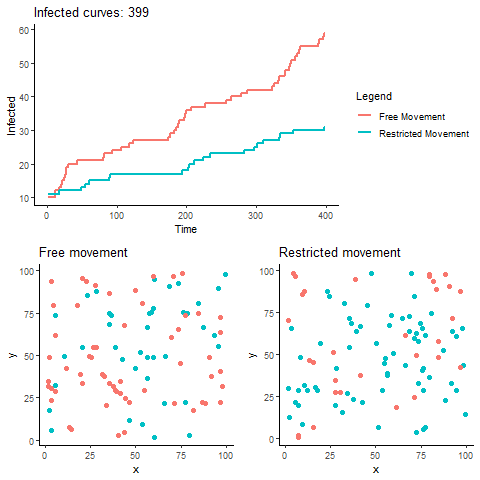 Infected curves: 399
60
50
40
30
20
10
Infected
0 100 200 300 400
Time
Legend
Free Movement
Restricted Movement
Free movement
100
75
50
25
0
y
0 25 50 75 100
x
Restricted movement
100
75
50
25
0
y
0 25 50 75 100
x